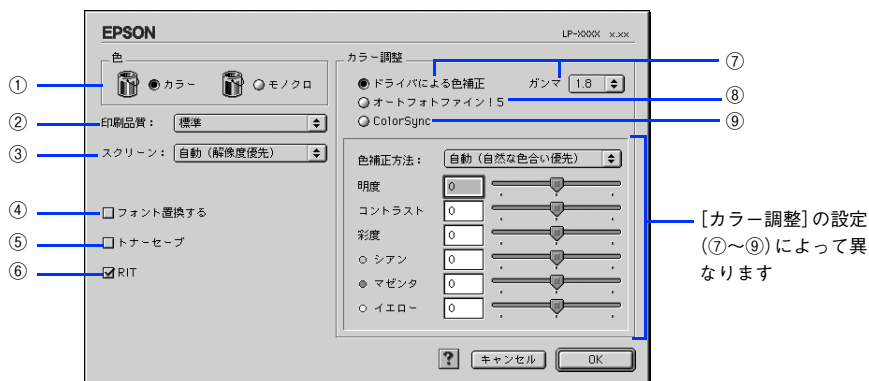 EPSON
LP-XXXX x.xx
色
カラー
モノクロ
印刷品質：
標準
スクリーン：
自動（解像度優先）
フォント置換する
トナーセーブ
RIT
カラー調整
ドライバによる色補正
ガンマ
1.8
オートフォトファイン！5
ColorSync
色補正方法：
自動（自然な色合い優先）
明度
0
コントラスト
0
彩度
0
シアン
0
マゼンタ
0
イエロー
0
?
キャンセル
OK
①
②
③
④
⑤
⑥
⑦
⑧
⑨
［カラー調整］の設定
（⑦～⑨）によって異
なります